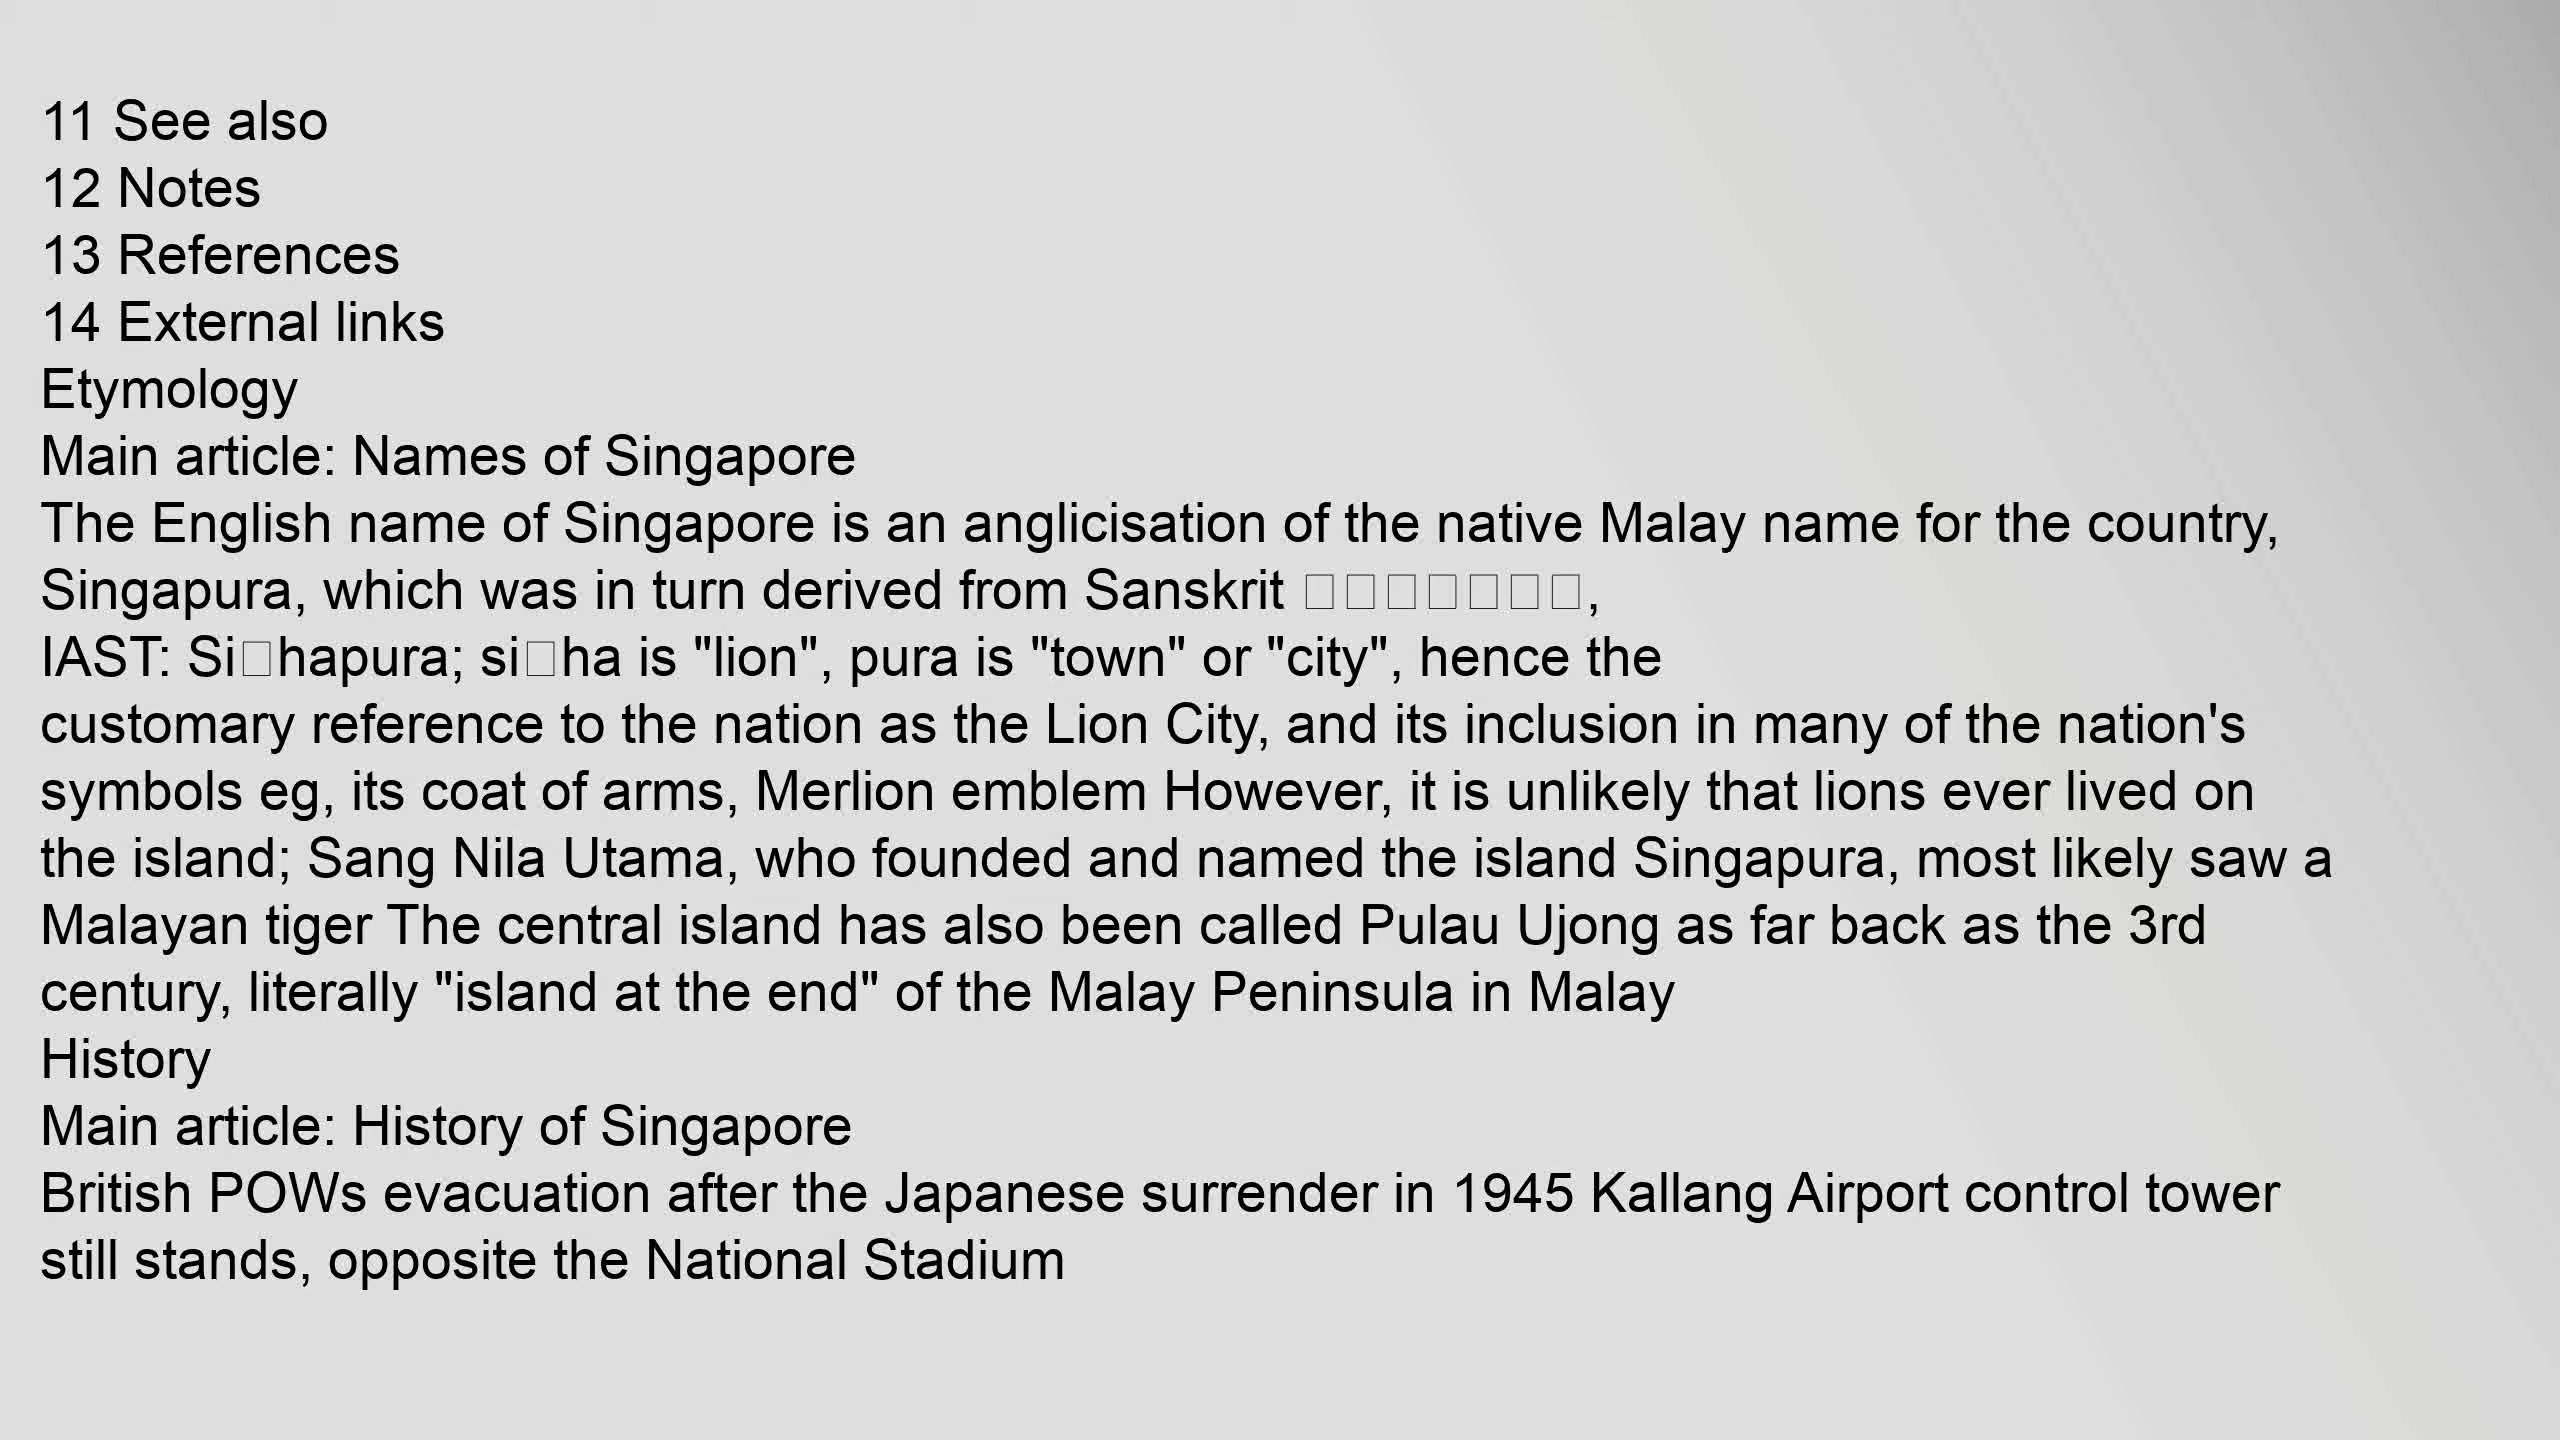 11 See also
12 Notes
13 References
14 External links
Etymology
Main article: Names of Singapore
The English name of Singapore is an anglicisation of the native Malay name for the country,
Singapura, which was in turn derived from Sanskrit □□□□□□□,
IAST: Si□hapura; si□ha is "lion", pura is "town" or "city", hence the
customary reference to the nation as the Lion City, and its inclusion in many of the nation's
symbols eg, its coat of arms, Merlion emblem However, it is unlikely that lions ever lived on
the island; Sang Nila Utama, who founded and named the island Singapura, most likely saw a
Malayan tiger The central island has also been called Pulau Ujong as far back as the 3rd
century, literally "island at the end" of the Malay Peninsula in Malay
History
Main article: History of Singapore
British POWs evacuation after the Japanese surrender in 1945 Kallang Airport control tower
still stands, opposite the National Stadium